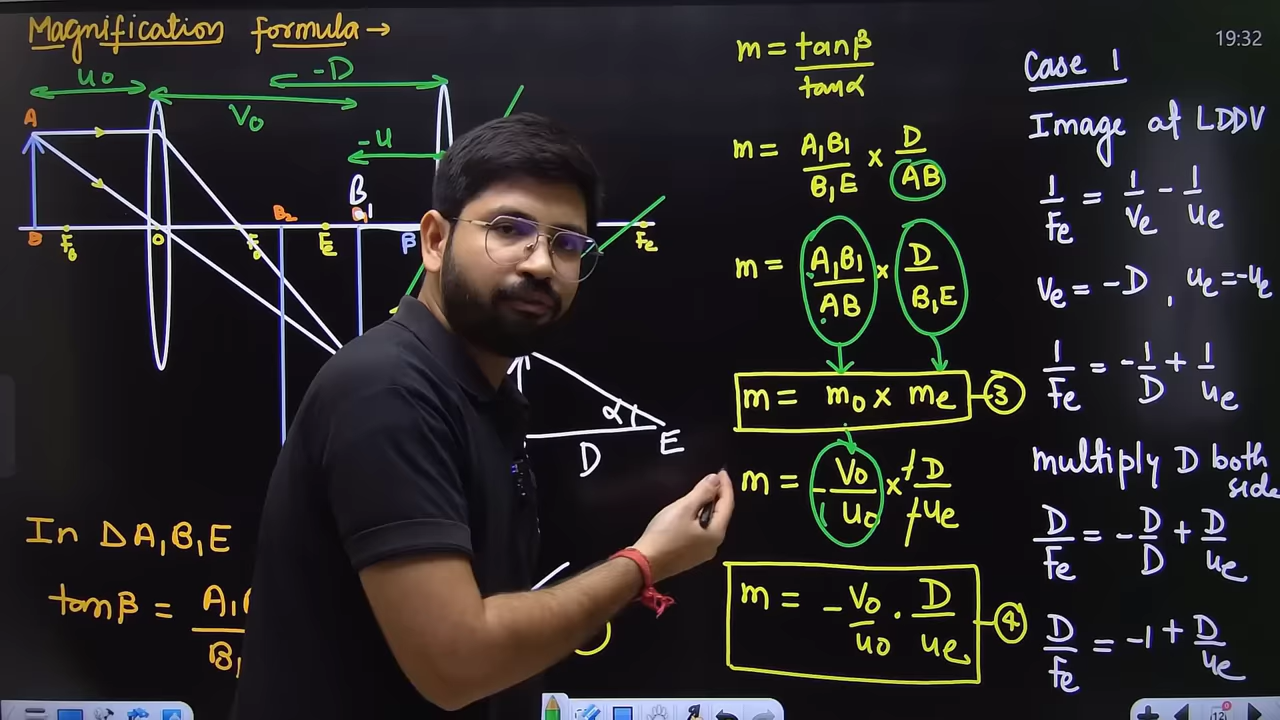 Magnification formula →
u₀
-D
V₀
-u
A
B
F₀
O
F₀
B₂
Fe
B
B₁
B
Fe
α
D
E
In ΔA₁B₁E
tanβ =
m = tanβ / tanα
m = A₁B₁ / B₁E × D / AB
m = A₁B₁ / AB × D / B₁E
m = m₀ × me - ③
m = - V₀ / u₀ × + D / + ue
m = - V₀ / u₀ . D / ue - ④
19:32
Case 1
Image at LDDV
1 / Fe = 1 / Ve - 1 / ue
Ve = -D , ue = -ue
1 / Fe = - 1 / D + 1 / ue
multiply D both
side
D / Fe = - D / D + D / ue
D / Fe = -1 + D / ue